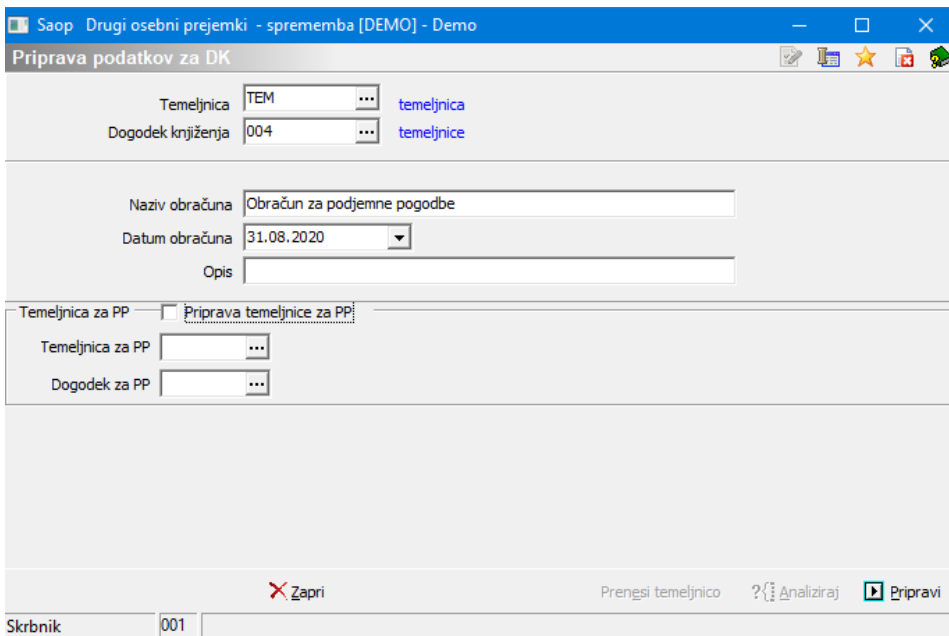 Saop Drugi osebni prejemki - sprememba [DEMO] - Demo
Priprava podatkov za DK
Temeljnica TEM ... temeljnica
Dogodek knjiženja 004 ... temeljnice
Naziv obračuna Obračun za podjemne pogodbe
Datum obračuna 31.08.2020
Opis
Temeljnica za PP Priprava temeljnice za PP
Temeljnica za PP ...
Dogodek za PP ...
Zapri Prenesi temeljnico ?{ Analiziraj Pripravi
Skrbnik 001